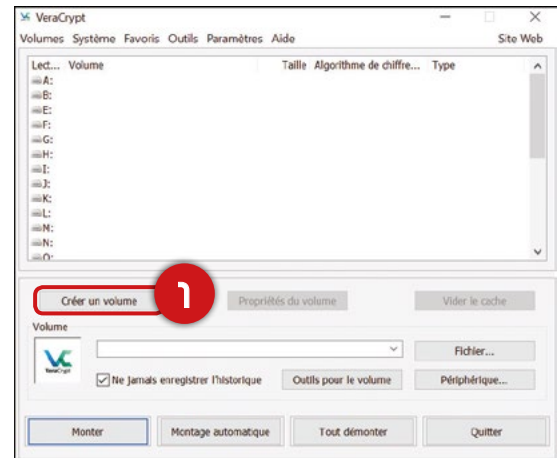 VeraCrypt
Volumes Système Favoris Outils Paramètres Aide Site Web
Lect... Volume Taille Algorithme de chiffre... Type
A:
B:
E:
F:
G:
H:
I:
J:
K:
L:
M:
N:
O:
Créer un volume 1 Propriétés du volume Vider le cache
Volume
VeraCrypt
Fichier...
Ne jamais enregistrer l'historique Outils pour le volume Périphérique...
Monter Montage automatique Tout démonter Quitter